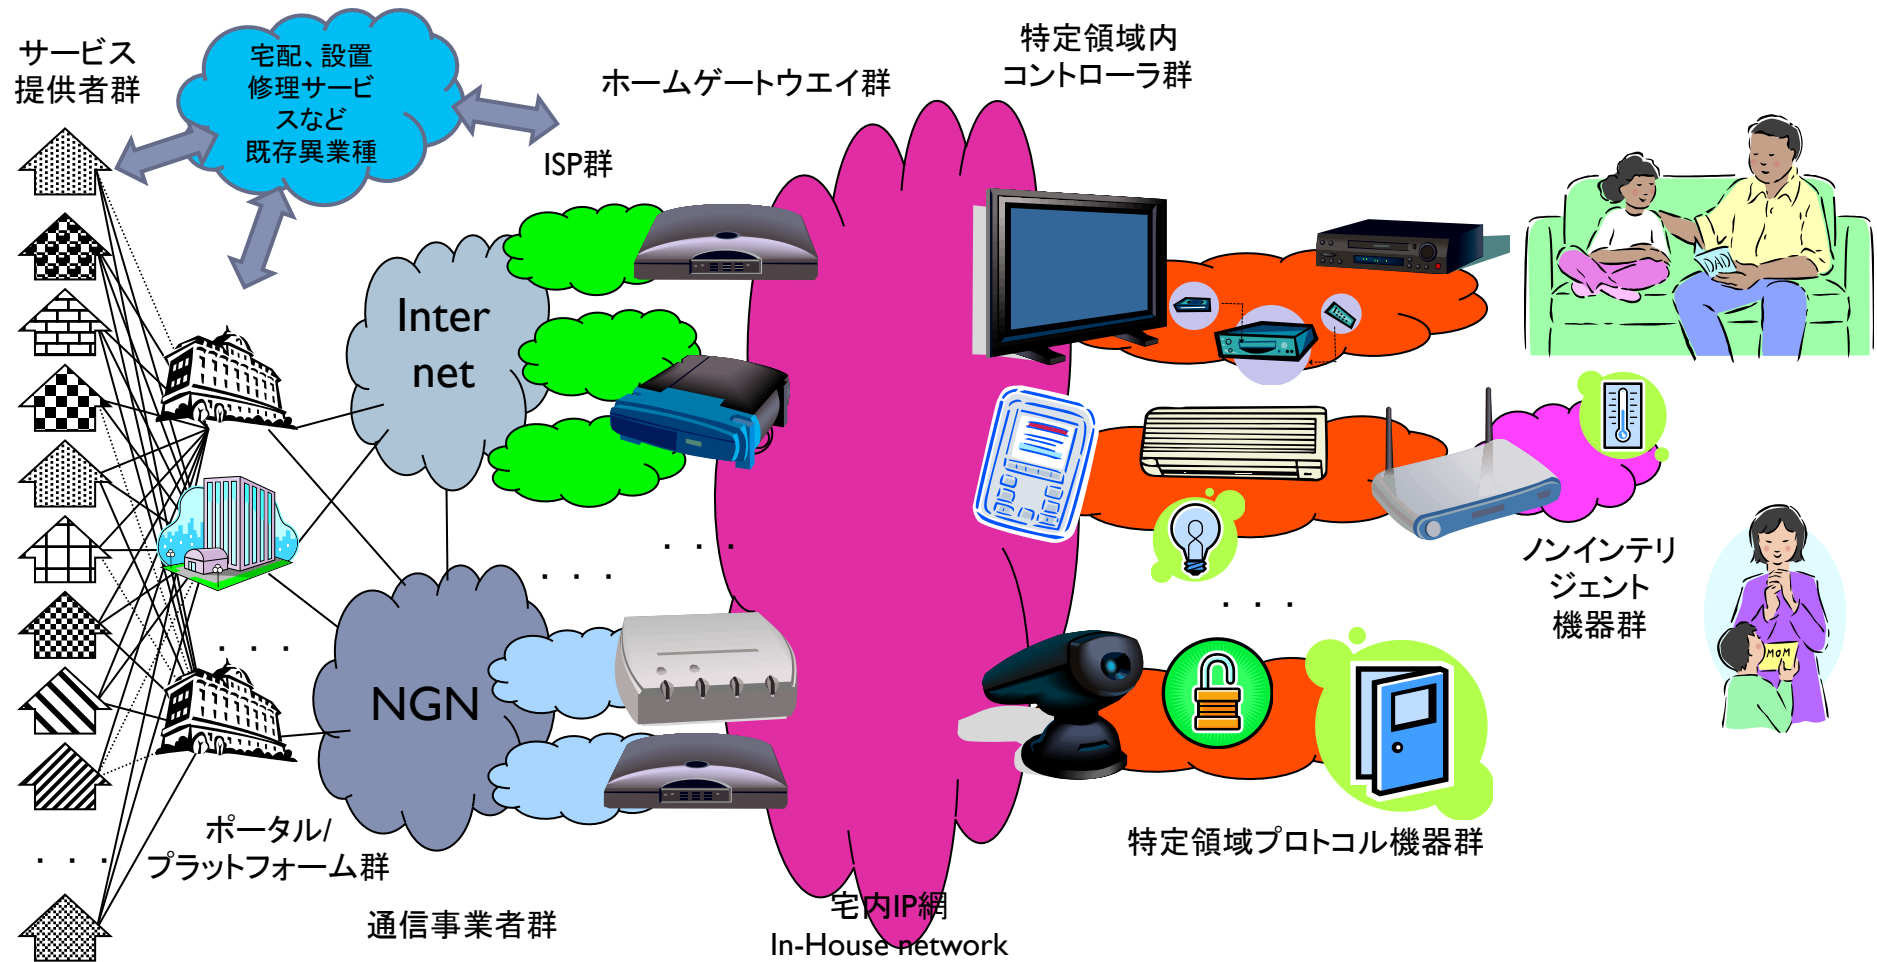 サービス
提供者群
宅配、設置
修理サービ
スなど
既存異業種
ISP群
ホームゲートウエイ群
特定領域内
コントローラ群
Inter
net
DAD
・・・
・・・
・・・
・・・
・・・
ノンインテリ
ジェント
機器群
MOM
NGN
ポータル/
プラットフォーム群
通信事業者群
宅内IP網
In-House network
特定領域プロトコル機器群